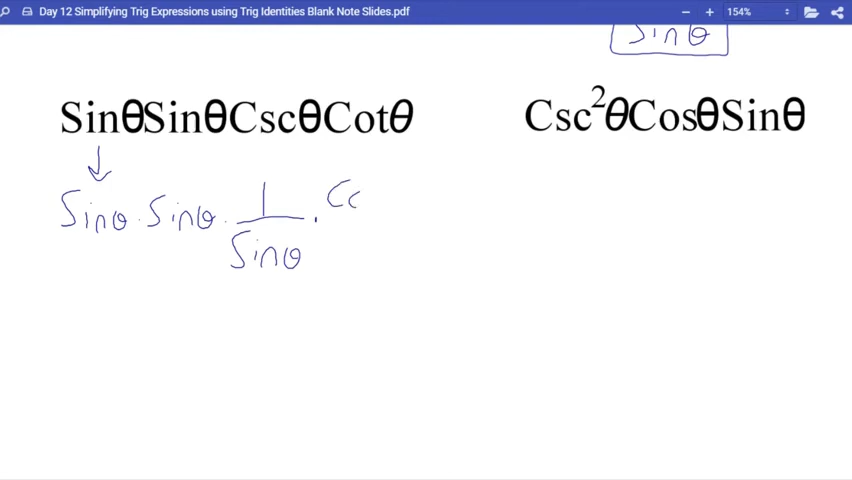 Day 12 Simplifying Trig Expressions using Trig Identities Blank Note Slides.pdf
154%
Sinθ
SinθSinθCscθCotθ
Csc²θCosθSinθ
Sinθ · Sinθ · 1/Sinθ · Co